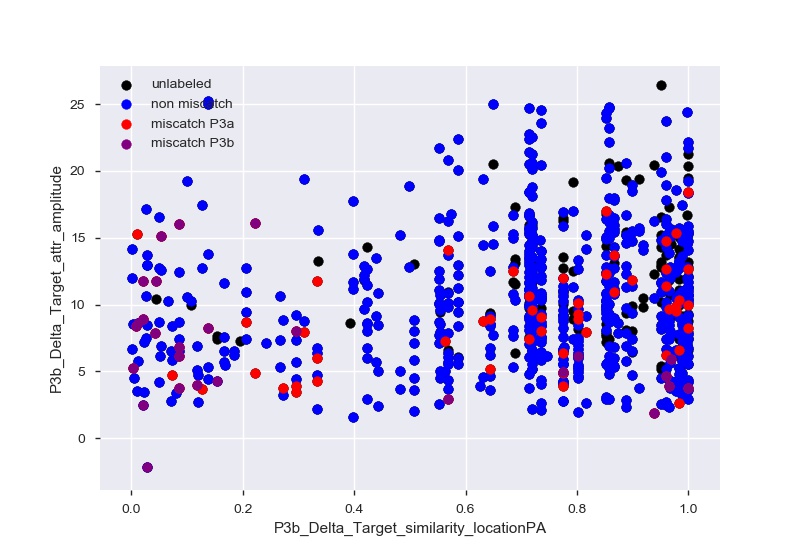 unlabeled
non miscatch
miscatch P3a
miscatch P3b
25
20
15
10
5
0
P3b_Delta_Target_attr_amplitude
0.0 0.2 0.4 0.6 0.8 1.0
P3b_Delta_Target_similarity_locationPA